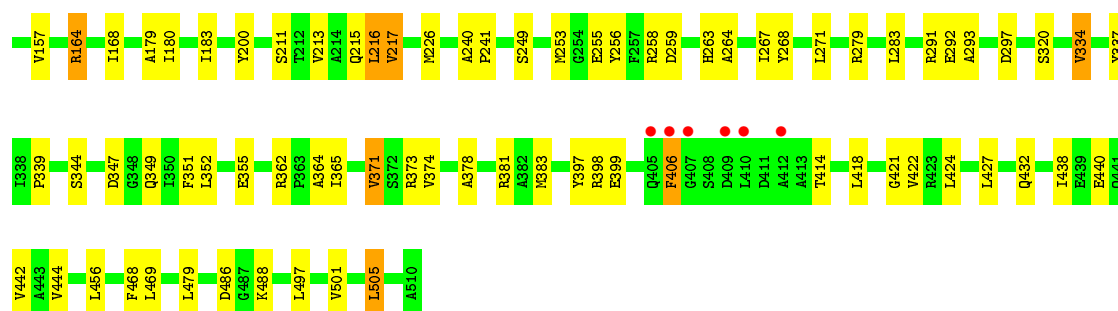 V157 R164 I168 A179 I180 I183 Y200 S211 T212 V213 A214 Q215 L216 V217 M226 A240 P241 S249 M253 G254 E255 Y256 F257 R258 D259 H263 A264 I267 Y268 L271 R279 L283 R291 E292 A293 D297 S320 V334 Y337
I338 P339 S344 D347 G348 Q349 I350 F351 L352 E355 R362 P363 A364 I365 V371 S372 R373 V374 A378 R381 A382 M383 Y397 R398 E399 Q405 F406 G407 S408 D409 L410 D411 A412 A413 T414 L418 G421 V422 R423 L424 L427 Q432 I438 E439 E440
V442 A443 V444 L456 F468 L469 L479 D486 G487 K488 L497 V501 L505 A510